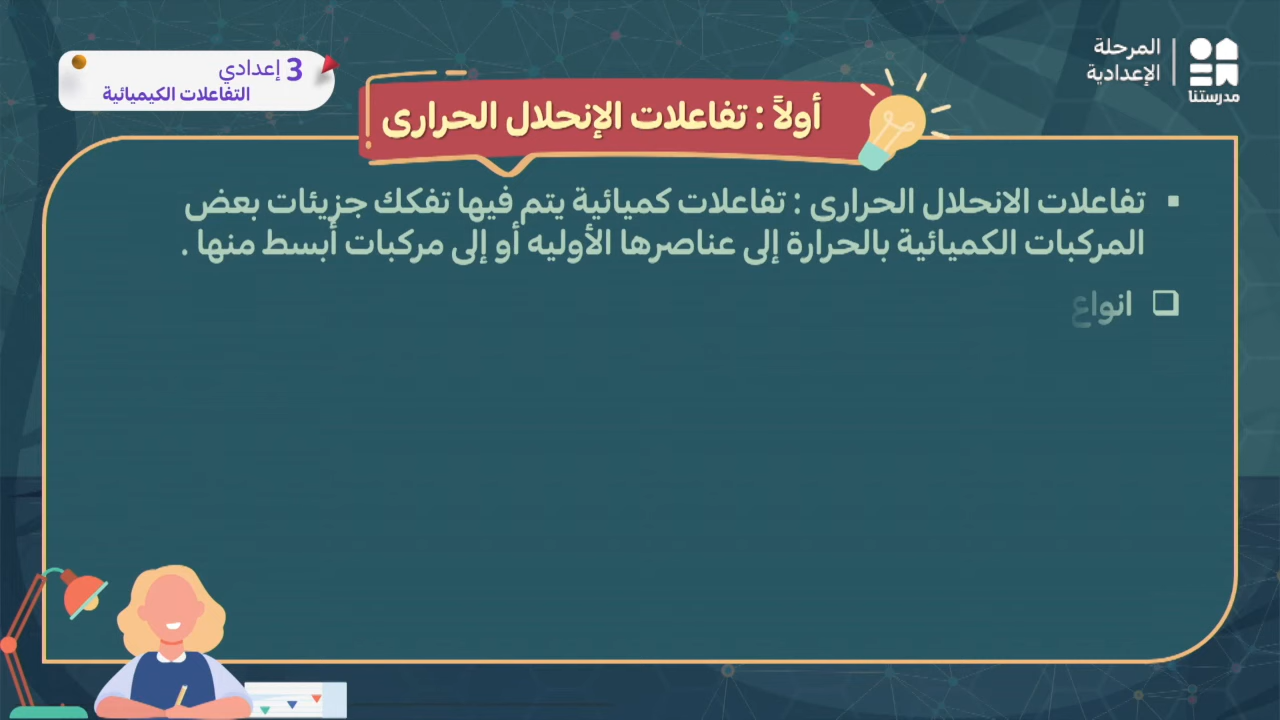 المرحلة
الإعدادية
مدرستنا
3 إعدادي
التفاعلات الكيميائية
أولاً : تفاعلات الإنحلال الحرارى
▪ تفاعلات الانحلال الحرارى : تفاعلات كميائية يتم فيها تفكك جزيئات بعض
المركبات الكميائية بالحرارة إلى عناصرها الأوليه أو إلى مركبات أبسط منها .
❑ انواع